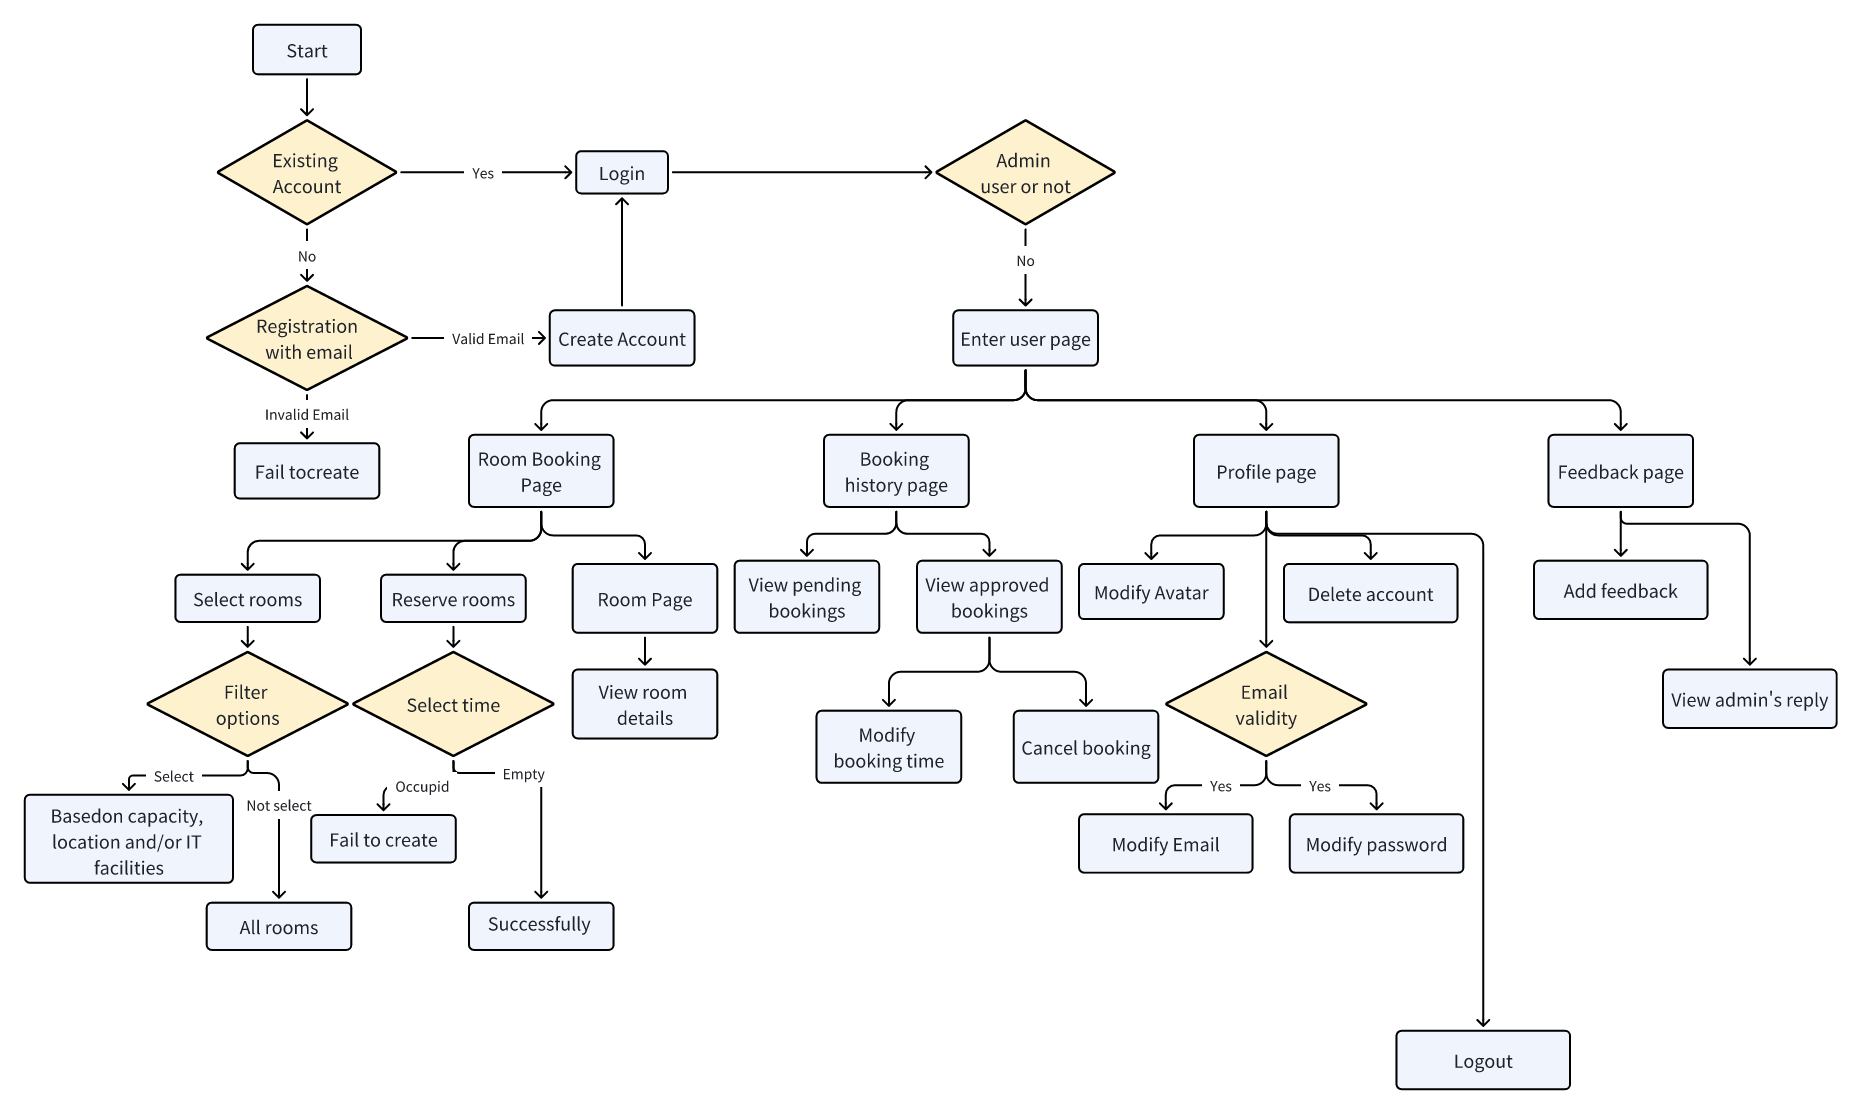 Start
Existing
Account
Yes
Login
Admin
user or not
No
No
Registration
with email
Valid Email
Create Account
Enter user page
Invalid Email
Fail tocreate
Room Booking
Page
Booking
history page
Profile page
Feedback page
Select rooms
Reserve rooms
Room Page
View pending
bookings
View approved
bookings
Modify Avatar
Delete account
Add feedback
Filter
options
Select time
View room
details
Modify
booking time
Cancel booking
Email
validity
View admin's reply
Select
Not select
Occupid
Empty
Yes
Yes
Basedon capacity,
location and/or IT
facilities
Fail to create
Modify Email
Modify password
All rooms
Successfully
Logout